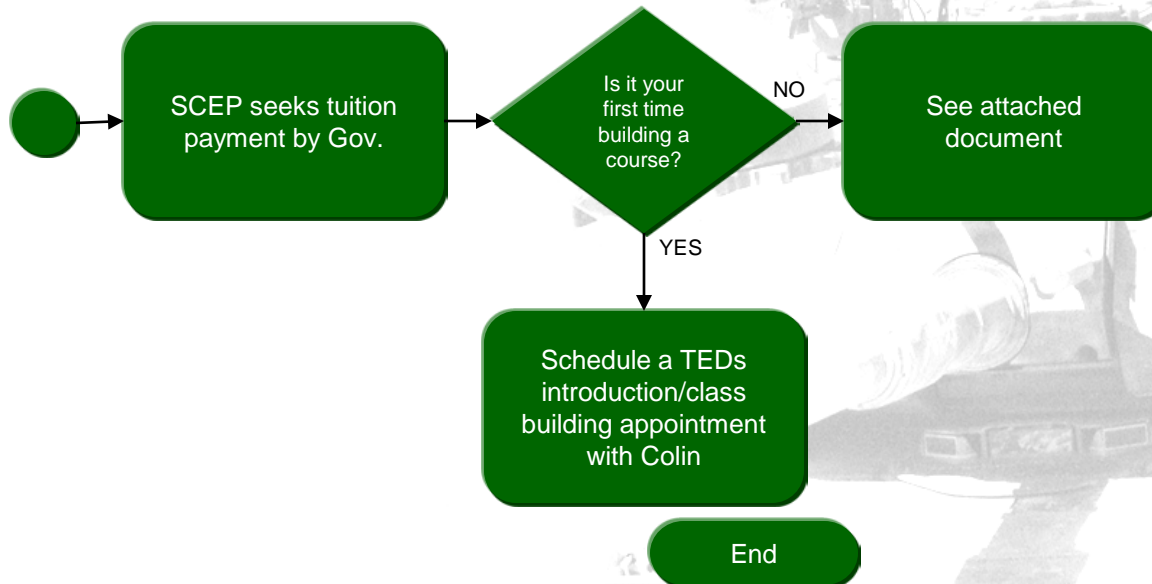 SCEP seeks tuition
payment by Gov.
Is it your
first time
building a
course?
NO
See attached
document
YES
Schedule a TEDs
introduction/class
building appointment
with Colin
End